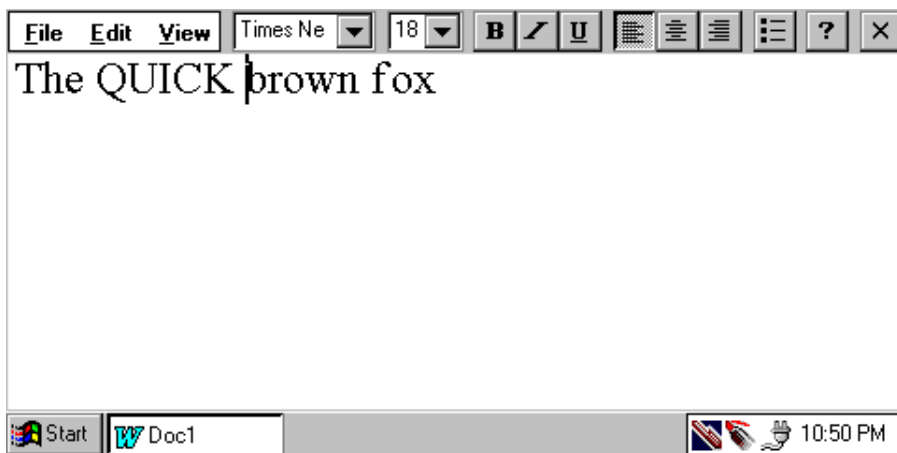 File Edit View Times Ne 18 B I U ? ×
The QUICK brown fox
Start W Doc1 10:50 PM